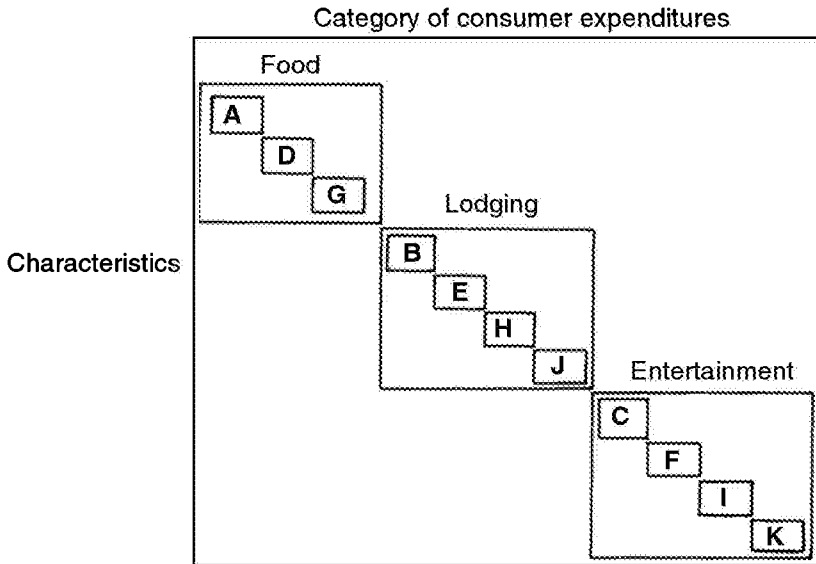 Category of consumer expenditures
Food
A
D
G
Lodging
B
Characteristics
E
H
J
Entertainment
C
F
I
K